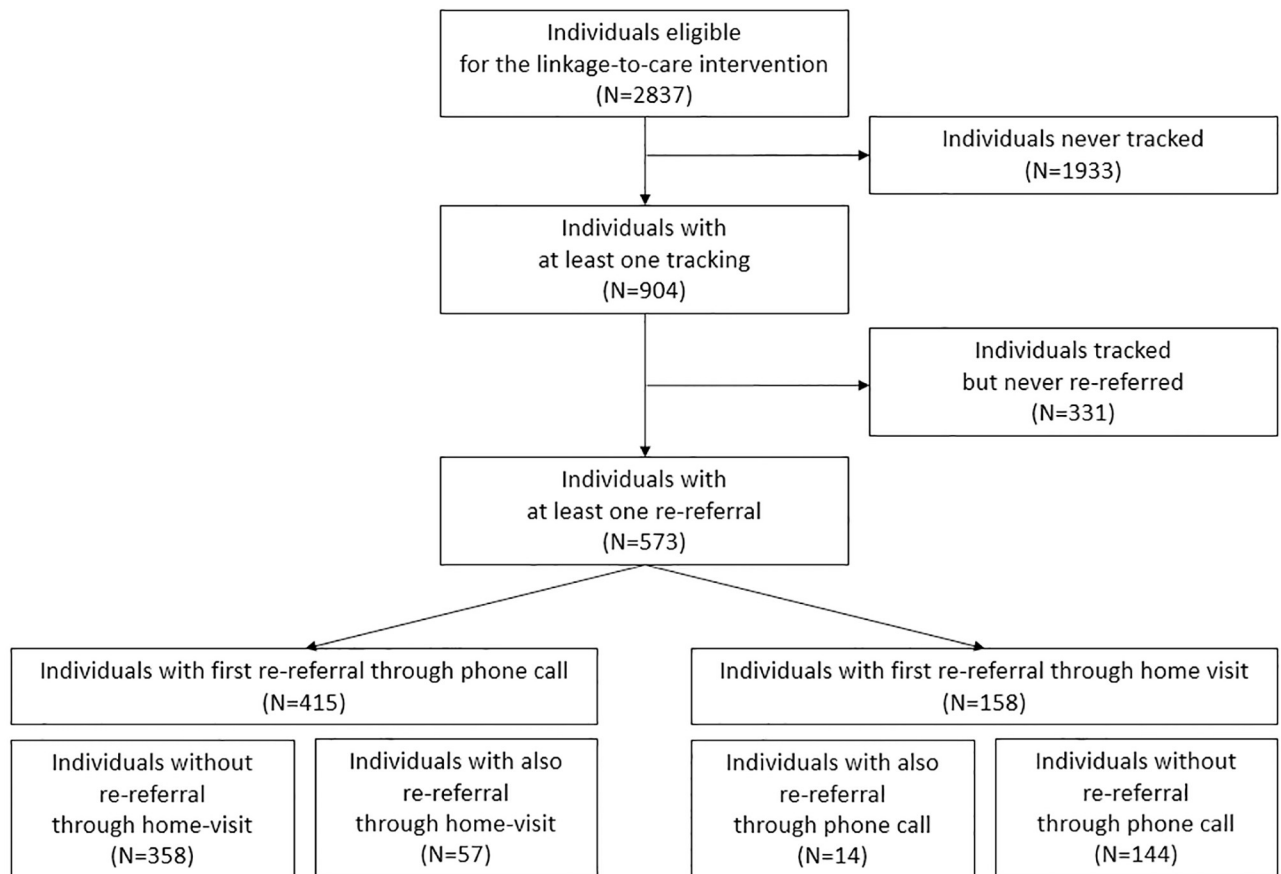 Individuals eligible
for the linkage-to-care intervention
(N=2837)
Individuals never tracked
(N=1933)
Individuals with
at least one tracking
(N=904)
Individuals tracked
but never re-referred
(N=331)
Individuals with
at least one re-referral
(N=573)
Individuals with first re-referral through phone call
(N=415)
Individuals with first re-referral through home visit
(N=158)
Individuals without
re-referral
through home-visit
(N=358)
Individuals with also
re-referral
through home-visit
(N=57)
Individuals with also
re-referral
through phone call
(N=14)
Individuals without
re-referral
through phone call
(N=144)